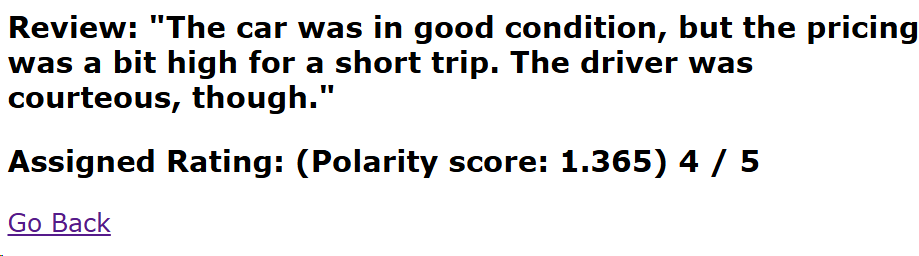 Review: "The car was in good condition, but the pricing
was a bit high for a short trip. The driver was
courteous, though."
Assigned Rating: (Polarity score: 1.365) 4 / 5
Go Back